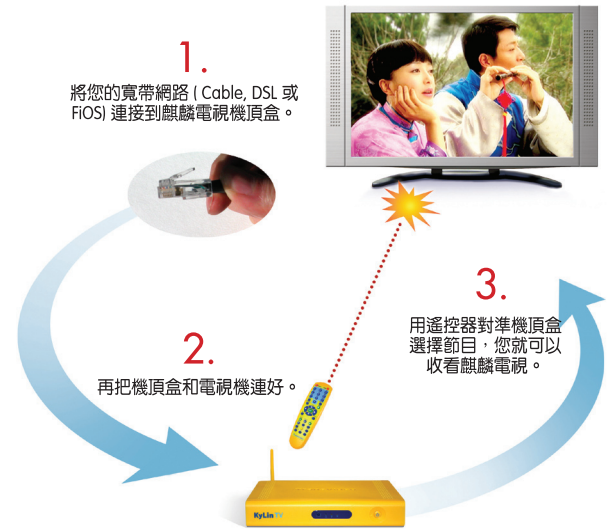 1.
將您的寬帶網路 ( Cable, DSL 或
FiOS) 連接到麒麟電視機頂盒。
2.
再把機頂盒和電視機連好。
3.
用遙控器對準機頂盒
選擇節目，您就可以
收看麒麟電視。
KyLinTV